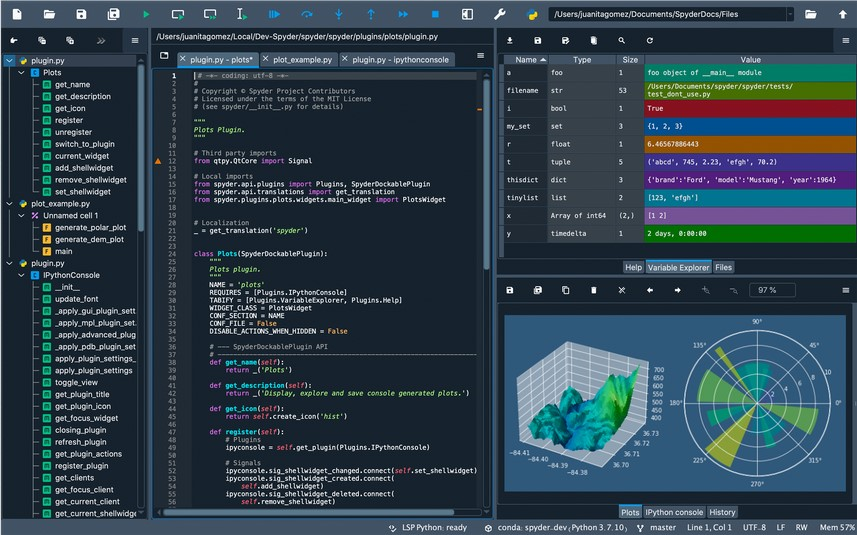 /Users/juanitagomez/Documents/SpyderDocs/Files
/Users/juanitagomez/Local/Dev-Spyder/spyder/spyder/plugins/plots/plugin.py
plugin.py
Plots
get_name
get_description
get_icon
register
unregister
switch_to_plugin
current_widget
add_shellwidget
remove_shellwidget
set_shellwidget
plot_example.py
Unnamed cell 1
generate_polar_plot
generate_dem_plot
main
plugin.py
IPythonConsole
__init__
update_font
_apply_gui_plugin_sett
_apply_mpl_plugin_set
_apply_advanced_plug
_apply_pdb_plugin_set
apply_plugin_settings_
apply_plugin_settings
toggle_view
get_plugin_title
get_plugin_icon
get_focus_widget
closing_plugin
refresh_plugin
get_plugin_actions
register_plugin
get_clients
get_focus_client
get_current_client
get_current_shellwidge
plugin.py - plots*
plot_example.py
plugin.py - ipythonconsole
1 # -*- coding: utf-8 -*-
2 #
3 # Copyright © Spyder Project Contributors
4 # Licensed under the terms of the MIT License
5 # (see spyder/__init__.py for details)
6
7 """
8 Plots Plugin.
9 """
10
11 # Third party imports
12 from qtpy.QtCore import Signal
13
14 # Local imports
15 from spyder.api.plugins import Plugins, SpyderDockablePlugin
16 from spyder.api.translations import get_translation
17 from spyder.plugins.plots.widgets.main_widget import PlotsWidget
18
19
20 # Localization
21 _ = get_translation('spyder')
22
23
24 class Plots(SpyderDockablePlugin):
25 """
26 Plots plugin.
27 """
28 NAME = 'plots'
29 REQUIRES = [Plugins.IPythonConsole]
30 TABIFY = [Plugins.VariableExplorer, Plugins.Help]
31 WIDGET_CLASS = PlotsWidget
32 CONF_SECTION = NAME
33 CONF_FILE = False
34 DISABLE_ACTIONS_WHEN_HIDDEN = False
35
36 # --- SpyderDockablePlugin API
37 # ------------------------------------------------------------------
38 def get_name(self):
39 return _('Plots')
40
41 def get_description(self):
42 return _('Display, explore and save console generated plots.')
43
44 def get_icon(self):
45 return self.create_icon('hist')
46
47 def register(self):
48 # Plugins
49 ipyconsole = self.get_plugin(Plugins.IPythonConsole)
50
51 # Signals
52 ipyconsole.sig_shellwidget_changed.connect(self.set_shellwidget)
53 ipyconsole.sig_shellwidget_created.connect(
54 self.add_shellwidget)
55 ipyconsole.sig_shellwidget_deleted.connect(
56 self.remove_shellwidget)
Name Type Size Value
a foo 1 foo object of __main__ module
filename str 53 /Users/Documents/spyder/spyder/tests/
test_dont_use.py
i bool 1 True
my_set set 3 {1, 2, 3}
r float 1 6.46567886443
t tuple 5 ('abcd', 745, 2.23, 'efgh', 70.2)
thisdict dict 3 {'brand':'Ford', 'model':'Mustang', 'year':1964}
tinylist list 2 [123, 'efgh']
x Array of int64 (2,) [1 2]
y timedelta 1 2 days, 0:00:00
Help Variable Explorer Files
97 %
700
650
600
550
500
450
400
36.73
36.72
36.71
36.70
−84.41
−84.40
−84.39
−84.38
90°
135° 45°
180° 0°
225° 315°
270°
2 4 6 8 10
Plots IPython console History
LSP Python: ready conda: spyder_dev (Python 3.7.10) master Line 1, Col 1 UTF-8 LF RW Mem 57%